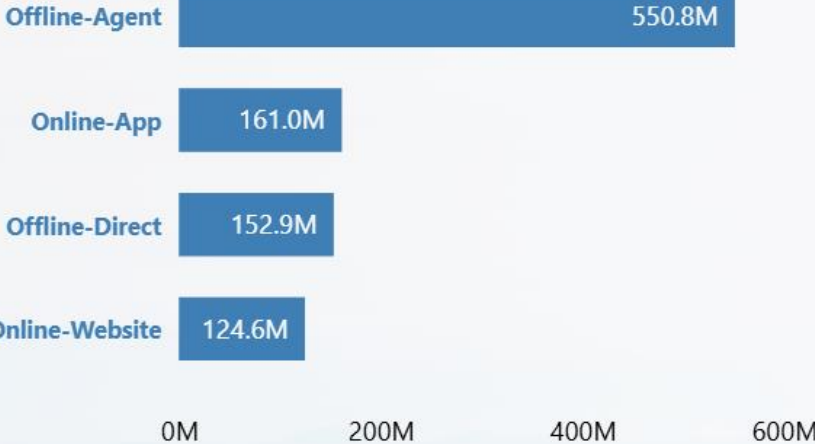 Offline-Agent 550.8M
Online-App 161.0M
Offline-Direct 152.9M
Online-Website 124.6M
0M 200M 400M 600M